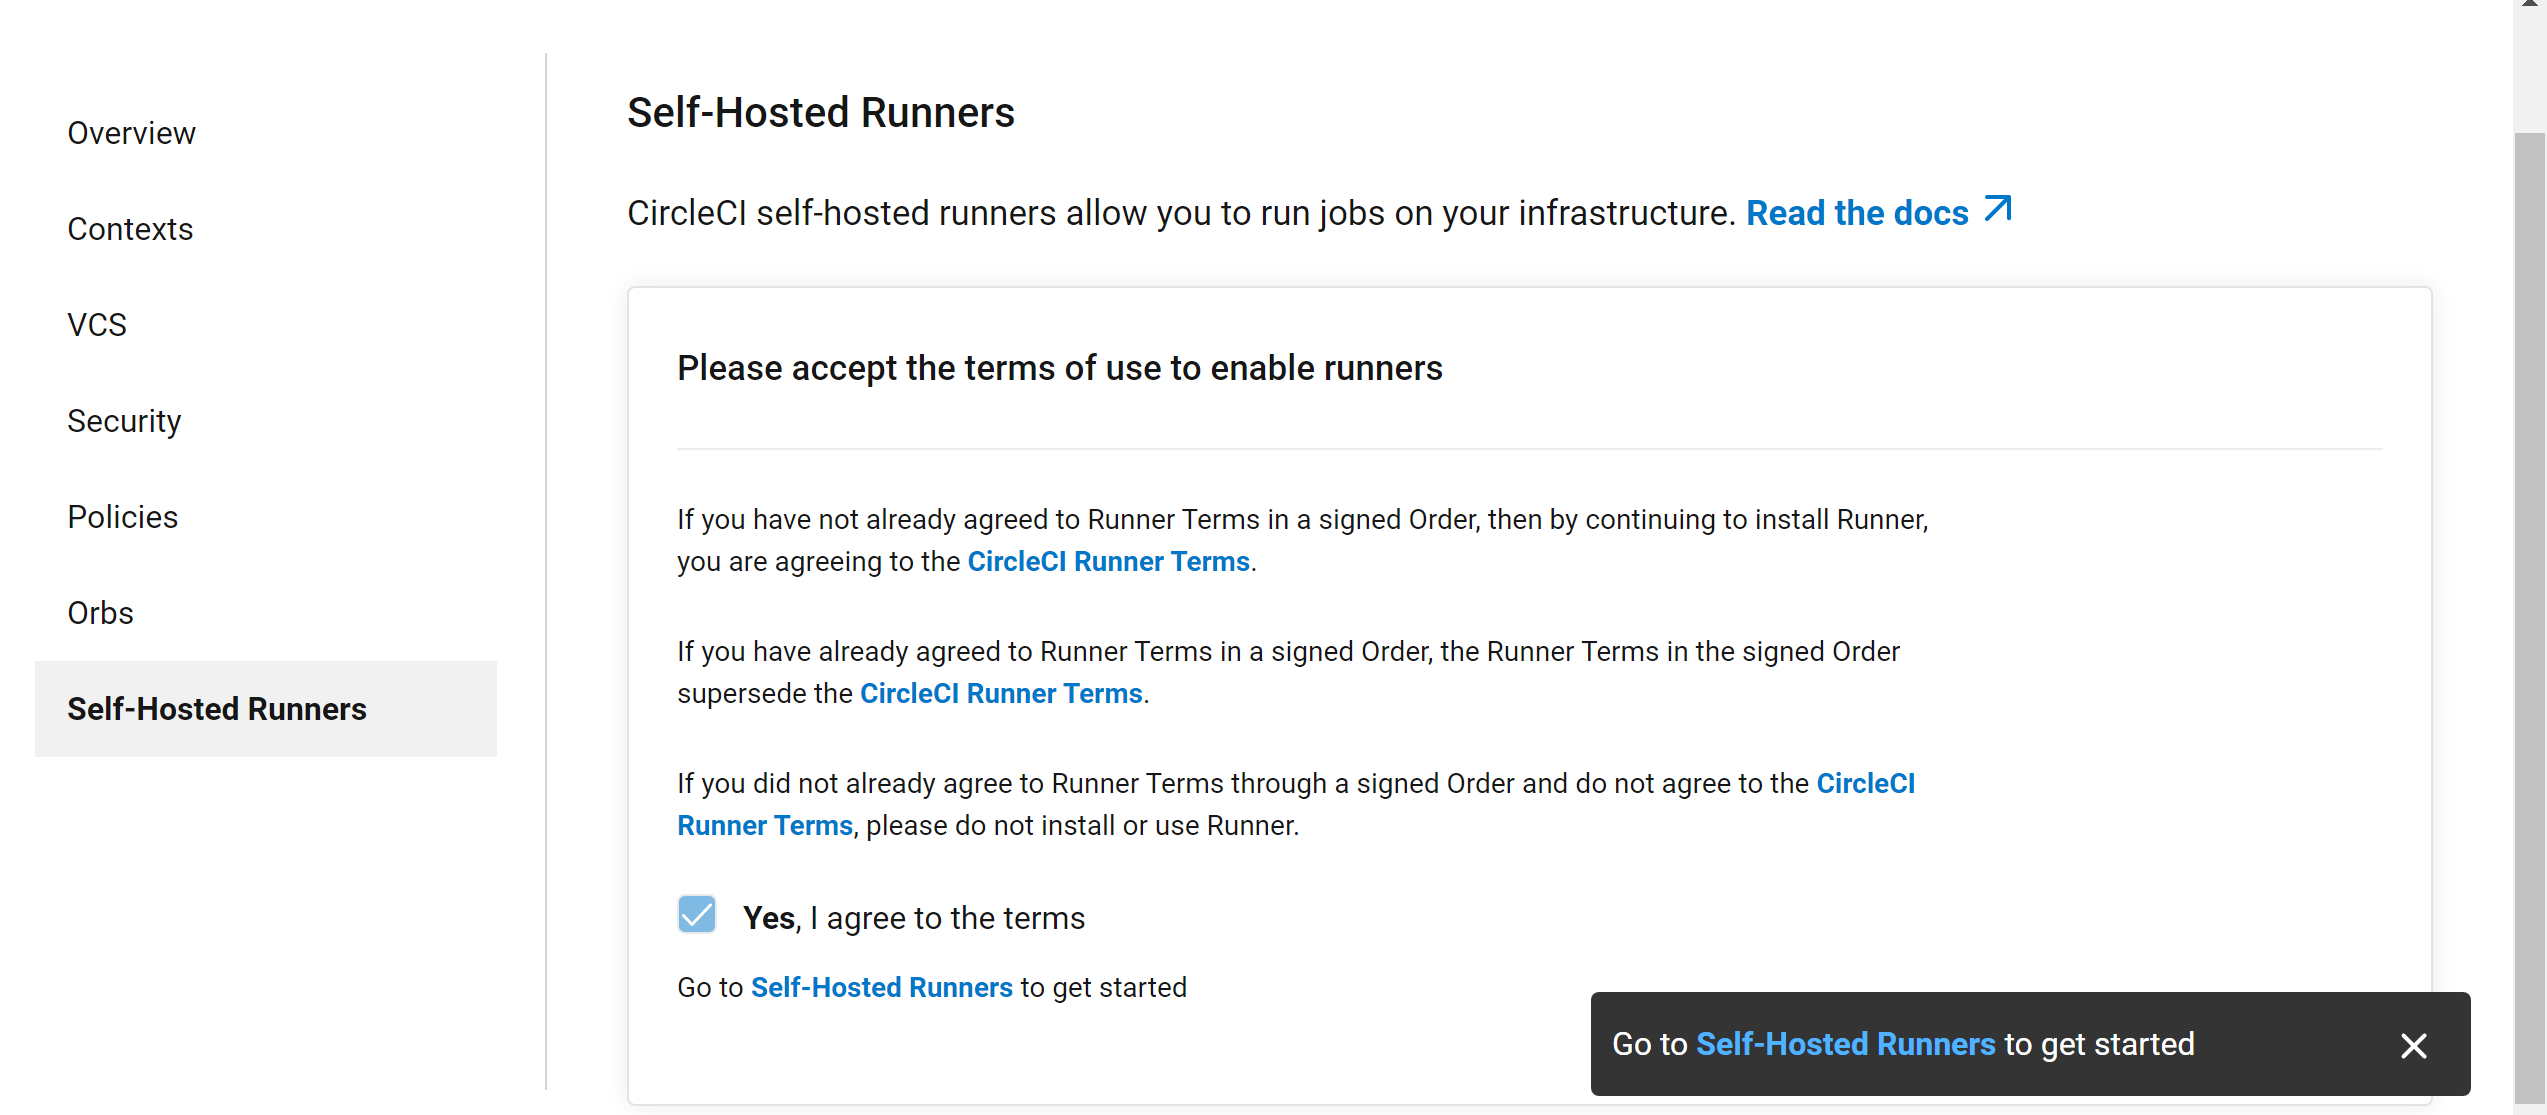 Overview
Contexts
VCS
Security
Policies
Orbs
Self-Hosted Runners
Self-Hosted Runners
CircleCI self-hosted runners allow you to run jobs on your infrastructure. Read the docs
Please accept the terms of use to enable runners
If you have not already agreed to Runner Terms in a signed Order, then by continuing to install Runner,
you are agreeing to the CircleCI Runner Terms.
If you have already agreed to Runner Terms in a signed Order, the Runner Terms in the signed Order
supersede the CircleCI Runner Terms.
If you did not already agree to Runner Terms through a signed Order and do not agree to the CircleCI
Runner Terms, please do not install or use Runner.
Yes, I agree to the terms
Go to Self-Hosted Runners to get started
Go to Self-Hosted Runners to get started